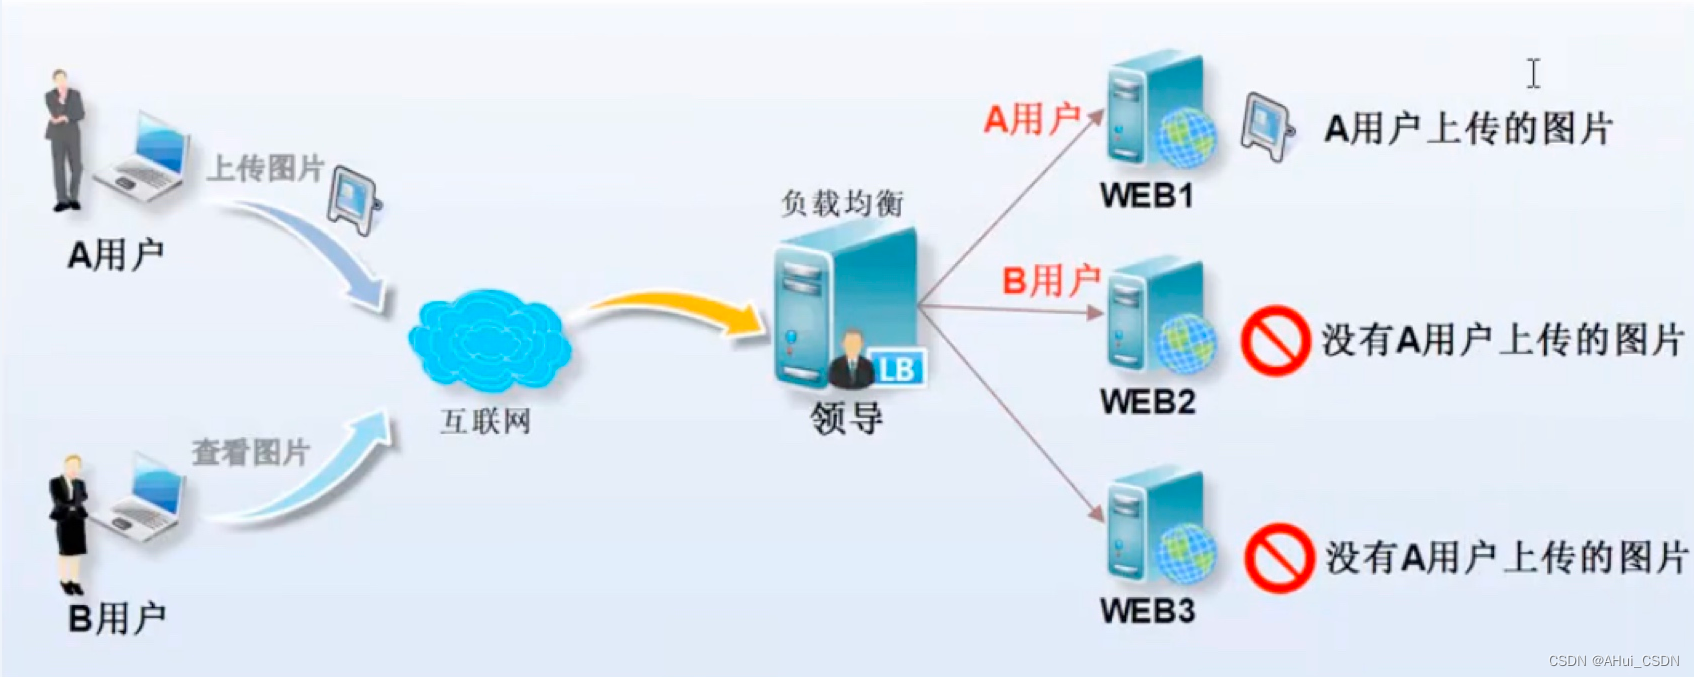 A用户
上传图片
A用户
WEB1
A用户上传的图片
负载均衡
LB
领导
B用户
WEB2
没有A用户上传的图片
互联网
查看图片
B用户
WEB3
没有A用户上传的图片
CSDN @AHui_CSDN